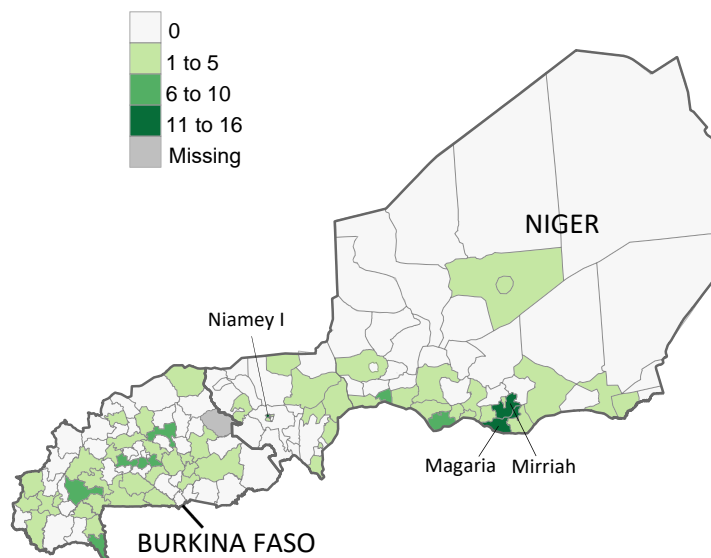 0
1 to 5
6 to 10
11 to 16
Missing
NIGER
Niamey I
Magaria
Mirriah
BURKINA FASO